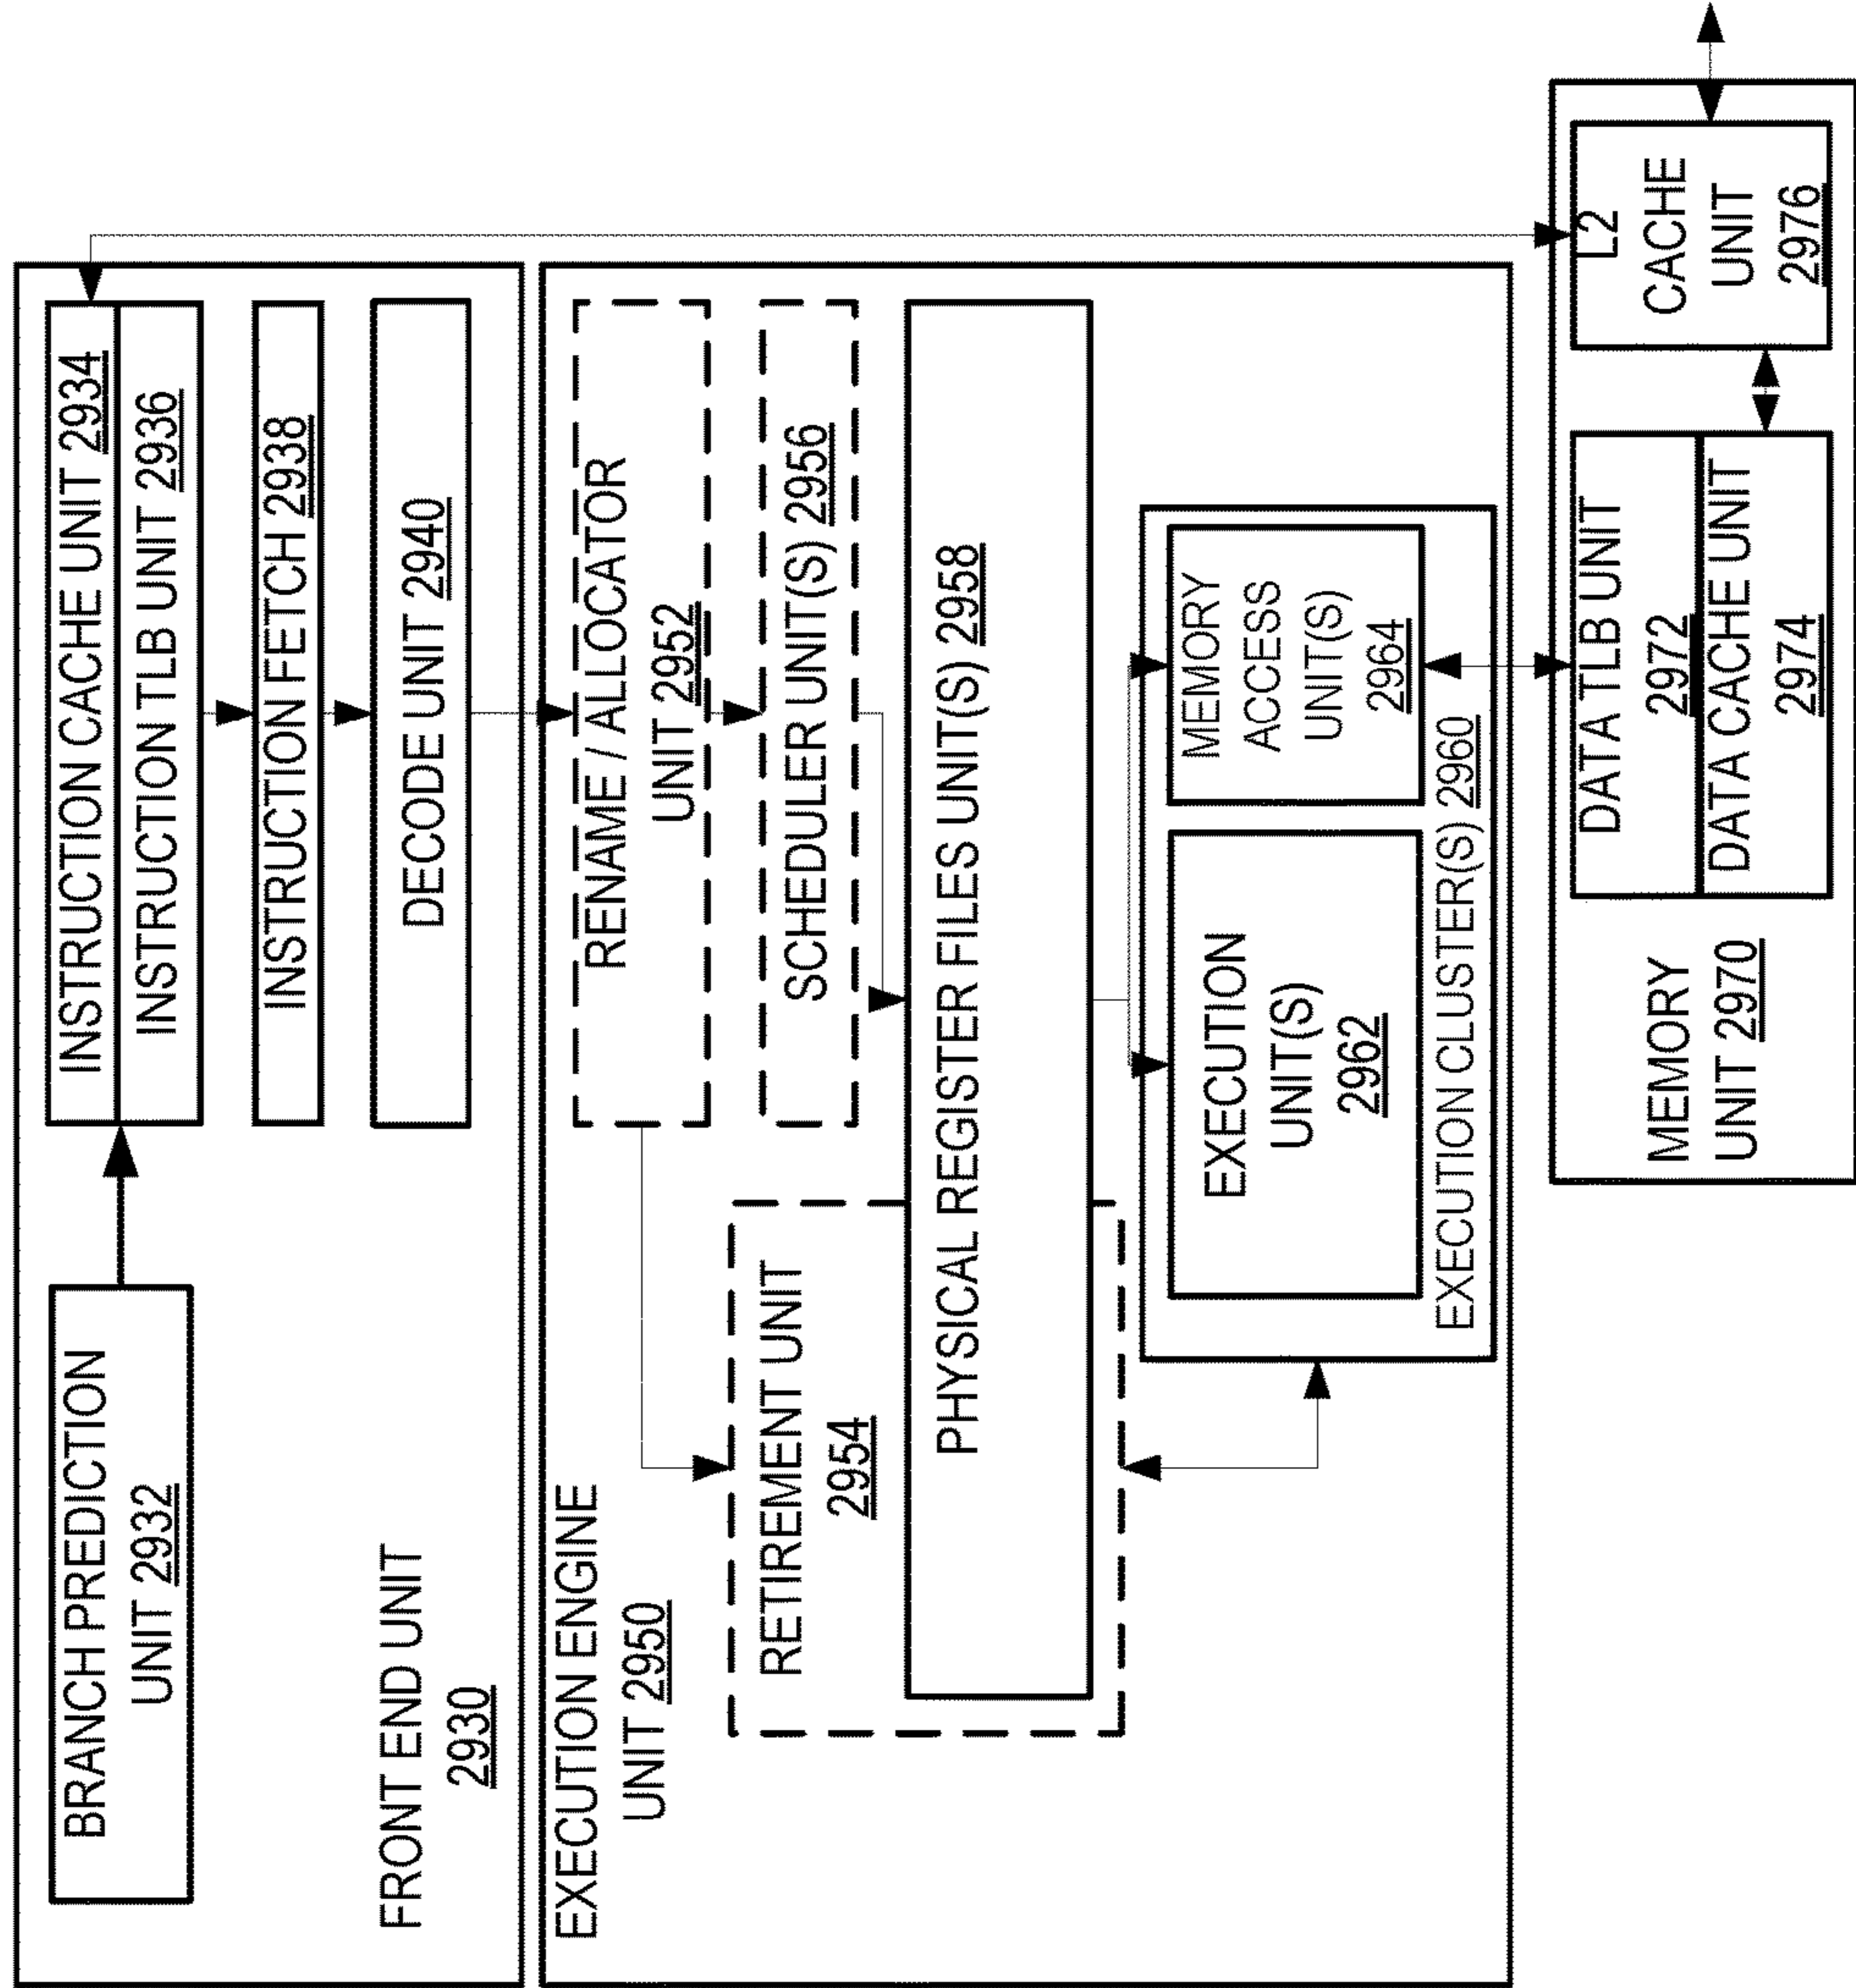 BRANCH PREDICTION
UNIT 2932
INSTRUCTION CACHE UNIT 2934
INSTRUCTION TLB UNIT 2936
INSTRUCTION FETCH 2938
DECODE UNIT 2940
FRONT END UNIT
2930
EXECUTION ENGINE
UNIT 2950
RENAME / ALLOCATOR
UNIT 2952
RETIREMENT UNIT
2954
SCHEDULER UNIT(S) 2956
PHYSICAL REGISTER FILES UNIT(S) 2958
EXECUTION
UNIT(S)
2962
MEMORY
ACCESS
UNIT(S)
2964
EXECUTION CLUSTER(S) 2960
MEMORY
UNIT 2970
DATA TLB UNIT
2972
DATA CACHE UNIT
2974
L2
CACHE
UNIT
2976